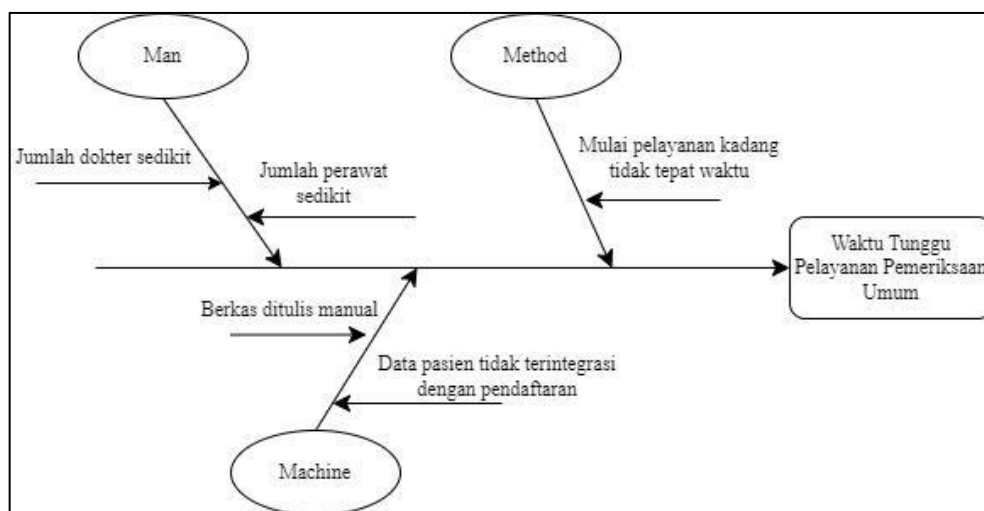 Man
Method
Jumlah dokter sedikit
Jumlah perawat
sedikit
Mulai pelayanan kadang
tidak tepat waktu
Waktu Tunggu
Pelayanan Pemeriksaan
Umum
Berkas ditulis manual
Data pasien tidak terintegrasi
dengan pendaftaran
Machine